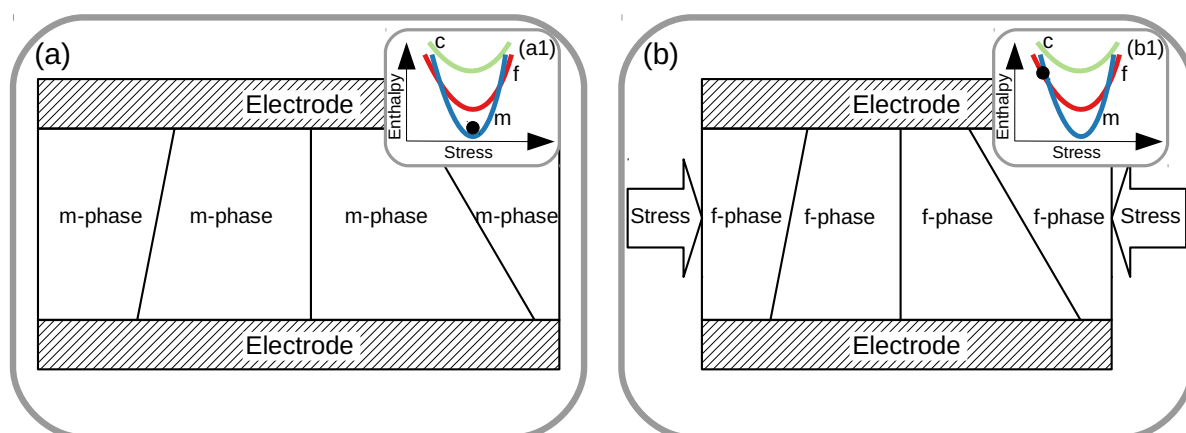 (a)
c
(a1)
f
m
Enthalpy
Stress
Electrode
m-phase
m-phase
m-phase
m-phase
Electrode
(b)
c
(b1)
f
m
Enthalpy
Stress
Electrode
Stress
f-phase
f-phase
f-phase
f-phase
Stress
Electrode